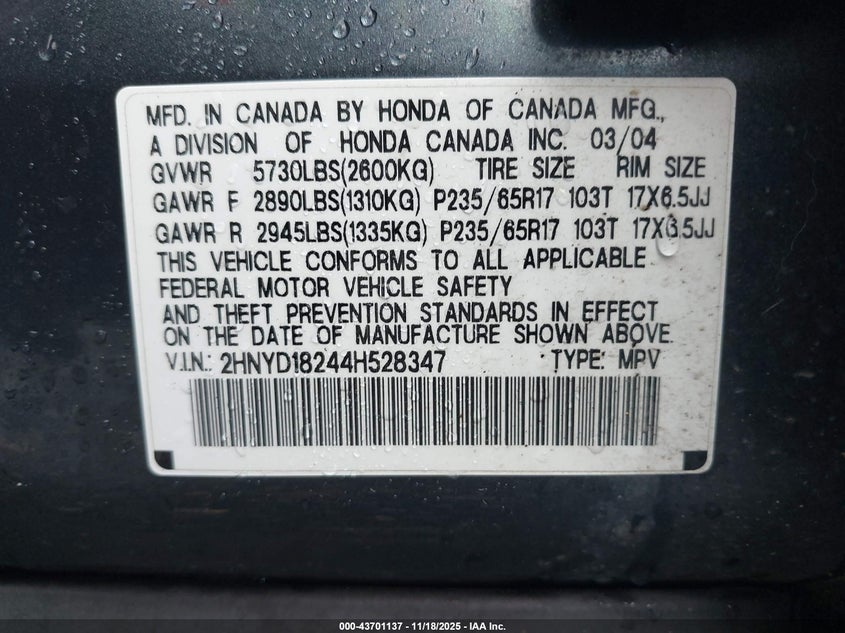 MFD. IN CANADA BY HONDA OF CANADA MFG.,
A DIVISION OF HONDA CANADA INC. 03/04
GVWR 5730LBS(2600KG) TIRE SIZE RIM SIZE
GAWR F 2890LBS(1310KG) P235/65R17 103T 17X6.5JJ
GAWR R 2945LBS(1335KG) P235/65R17 103T 17X6.5JJ
THIS VEHICLE CONFORMS TO ALL APPLICABLE
FEDERAL MOTOR VEHICLE SAFETY
AND THEFT PREVENTION STANDARDS IN EFFECT
ON THE DATE OF MANUFACTURE SHOWN ABOVE.
V.I.N.: 2HNYD18244H528347 TYPE: MPV
000-43701137 - 11/18/2025 - IAA Inc.